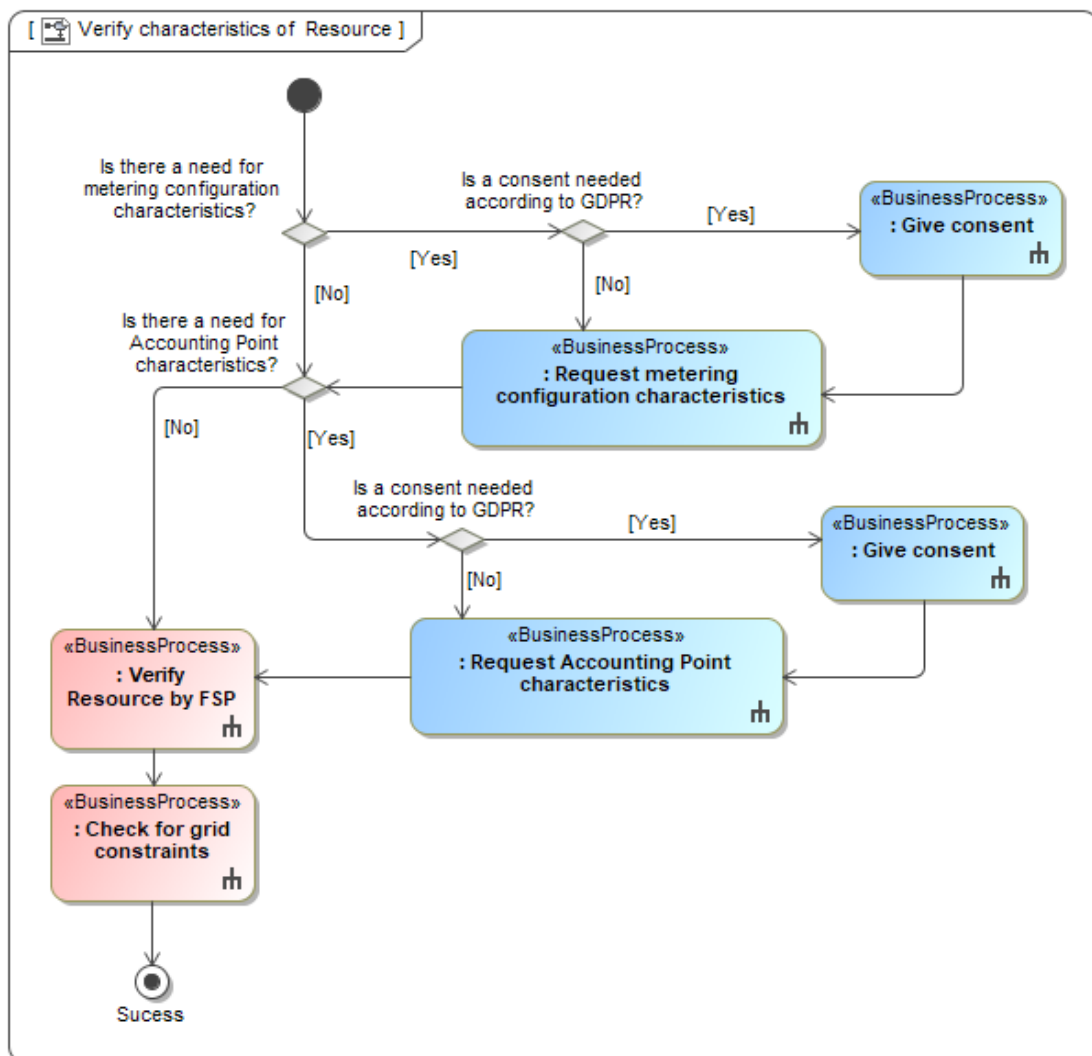 [ Verify characteristics of  Resource ]
Is there a need for
metering configuration
characteristics?
Is a consent needed
according to GDPR?
[Yes]
[Yes]
«BusinessProcess»
: Give consent
[No]
[No]
Is there a need for
Accounting Point
characteristics?
«BusinessProcess»
: Request metering
configuration characteristics
[No]
[Yes]
Is a consent needed
according to GDPR?
[Yes]
«BusinessProcess»
: Give consent
[No]
«BusinessProcess»
: Request Accounting Point
characteristics
«BusinessProcess»
: Verify
Resource by FSP
«BusinessProcess»
: Check for grid
constraints
Sucess